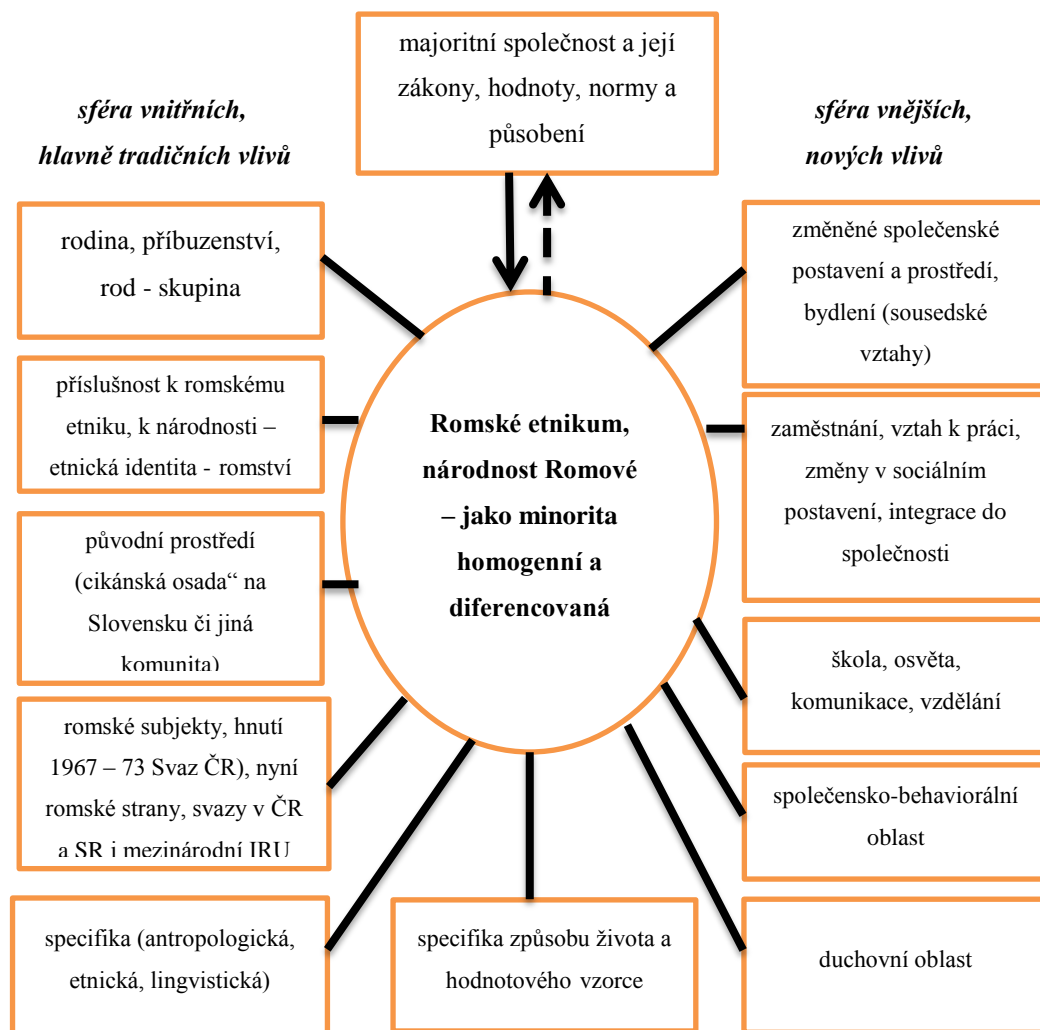 majoritní společnost a její
zákony, hodnoty, normy a
působení
sféra vnitřních,
hlavně tradičních vlivů
sféra vnějších,
nových vlivů
rodina, příbuzenství,
rod - skupina
příslušnost k romskému
etniku, k národnosti –
etnická identita - romství
původní prostředí
(cikánská osada“ na
Slovensku či jiná
komunita)
romské subjekty, hnutí
1967 – 73 Svaz ČR), nyní
romské strany, svazy v ČR
a SR i mezinárodní IRU
specifika (antropologická,
etnická, lingvistická)
Romské etnikum,
národnost Romové
– jako minorita
homogenní a
diferencovaná
specifika způsobu života a
hodnotového vzorce
změněné společenské
postavení a prostředí,
bydlení (sousedské
vztahy)
zaměstnání, vztah k práci,
změny v sociálním
postavení, integrace do
společnosti
škola, osvěta,
komunikace, vzdělání
společensko-behaviorální
oblast
duchovní oblast